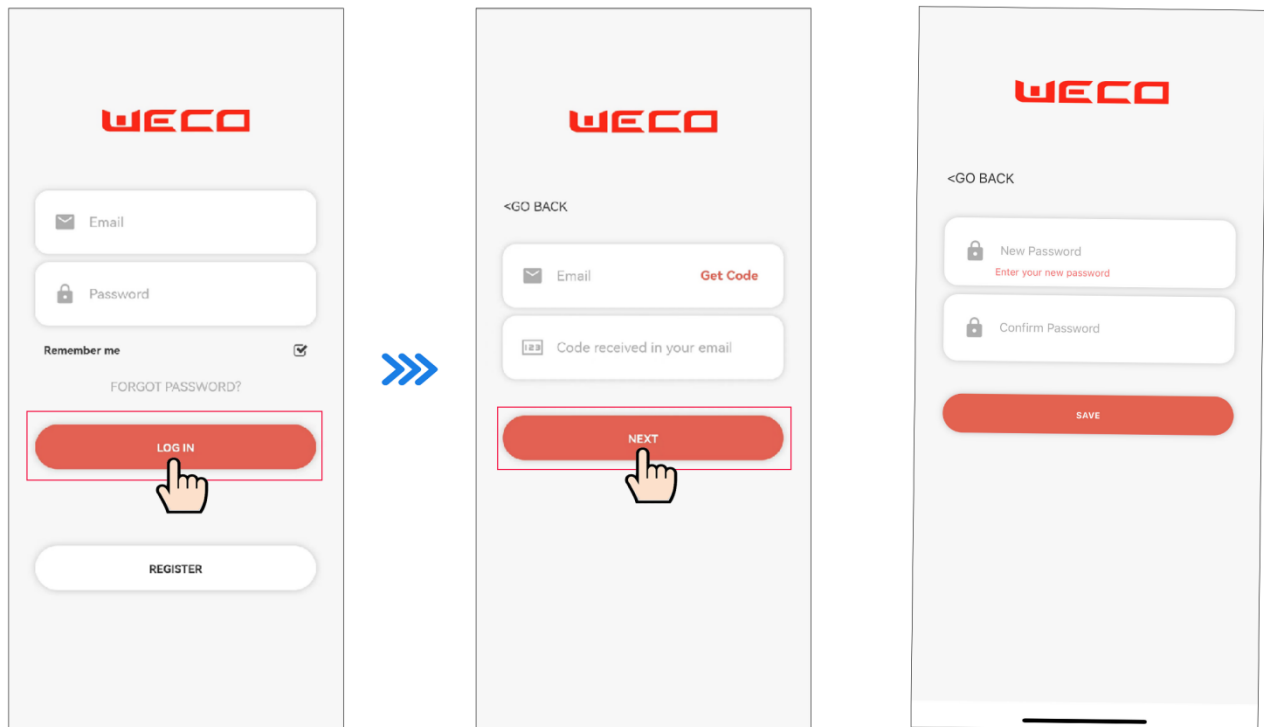 WECO
Email
Password
Remember me
FORGOT PASSWORD?
LOG IN
REGISTER
WECO
<GO BACK
Email Get Code
123 Code received in your email
NEXT
WECO
<GO BACK
New Password
Enter your new password
Confirm Password
SAVE